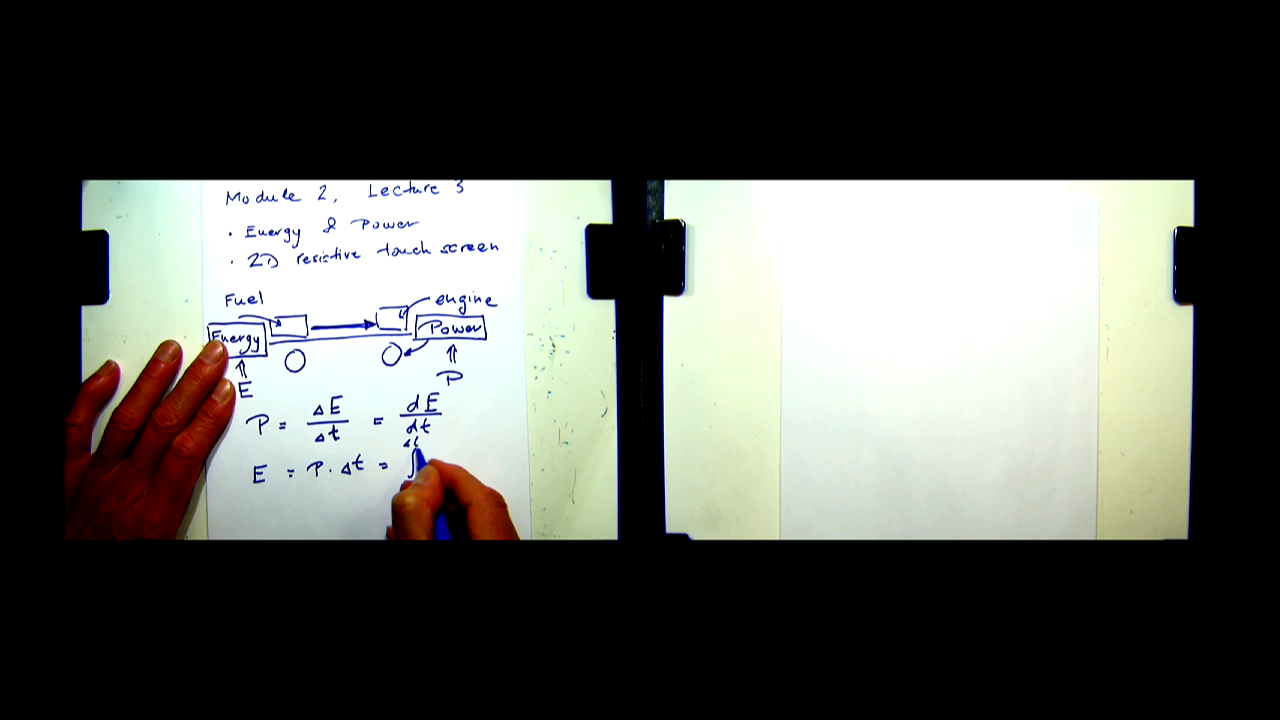 Module 2, Lecture 3
· Energy & Power
· 2D resistive touch screen
Fuel engine
Energy Power
E P
P = ΔE/Δt = dE/dt
E = P · Δt = ∫